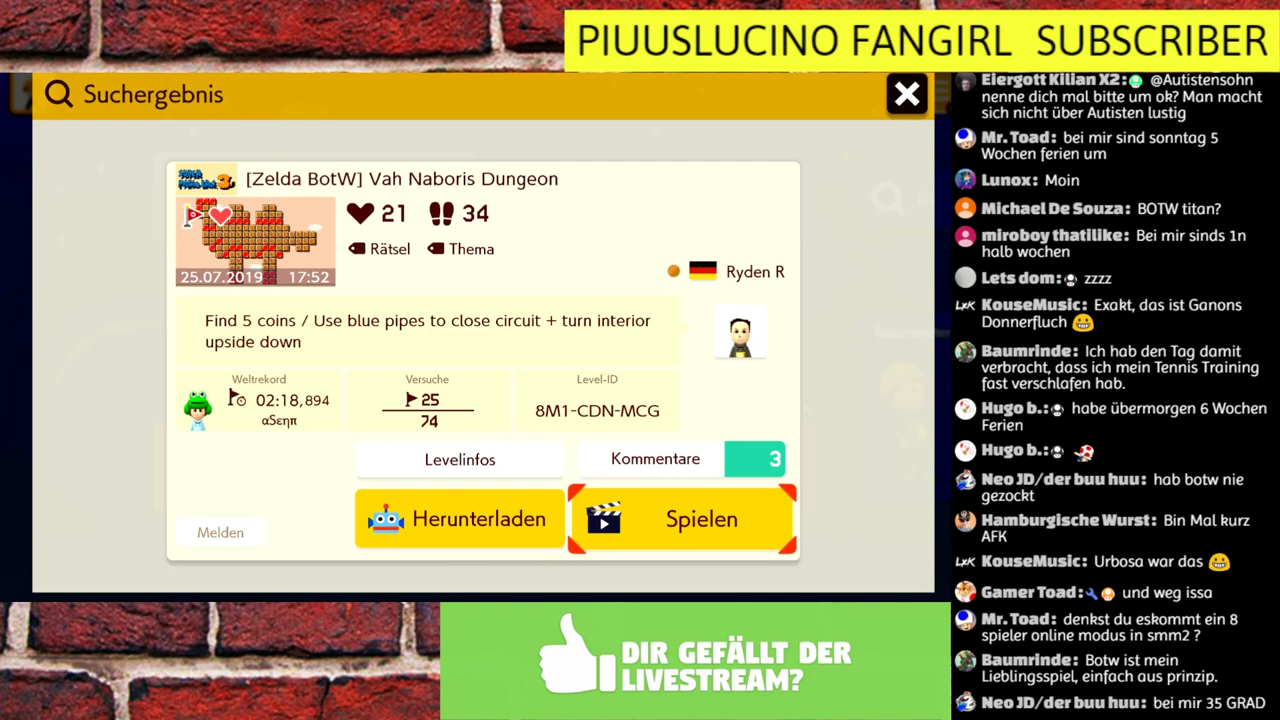 PIUUSLUCINO FANGIRL SUBSCRIBER
Suchergebnis
[Zelda BotW] Vah Naboris Dungeon
21
34
Rätsel
Thema
25.07.2019 17:52
Ryden R
Find 5 coins / Use blue pipes to close circuit + turn interior
upside down
Weltrekord
02:18,894
αSεηπ
Versuche
25
74
Level-ID
8M1-CDN-MCG
Levelinfos
Kommentare
3
Melden
Herunterladen
Spielen
DIR GEFÄLLT DER
LIVESTREAM?
Eiergott Kilian X2: @Autistensohn
nenne dich mal bitte um ok? Man macht
sich nicht über Autisten lustig
Mr. Toad: bei mir sind sonntag 5
Wochen ferien um
Lunox: Moin
Michael De Souza: BOTW titan?
miroboy thatilike: Bei mir sinds 1n
halb wochen
Lets dom: zzzz
KouseMusic: Exakt, das ist Ganons
Donnerfluch
Baumrinde: Ich hab den Tag damit
verbracht, dass ich mein Tennis Training
fast verschlafen hab.
Hugo b.: habe übermorgen 6 Wochen
Ferien
Hugo b.:
Neo JD/der buu huu: hab botw nie
gezockt
Hamburgische Wurst: Bin Mal kurz
AFK
KouseMusic: Urbosa war das
Gamer Toad: und weg issa
Mr. Toad: denkst du eskommt ein 8
spieler online modus in smm2 ?
Baumrinde: Botw ist mein
Lieblingsspiel, einfach aus prinzip.
Neo JD/der buu huu: bei mir 35 GRAD